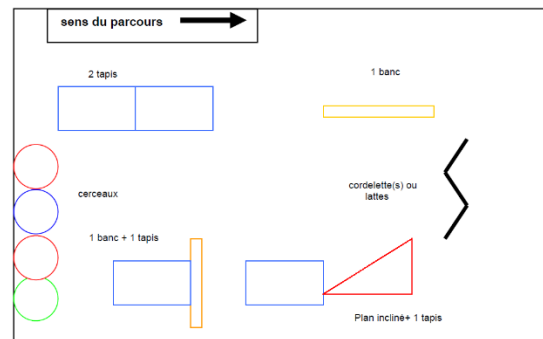 sens du parcours
2 tapis
1 banc
cerceaux
cordelette(s) ou
lattes
1 banc + 1 tapis
Plan incliné+ 1 tapis